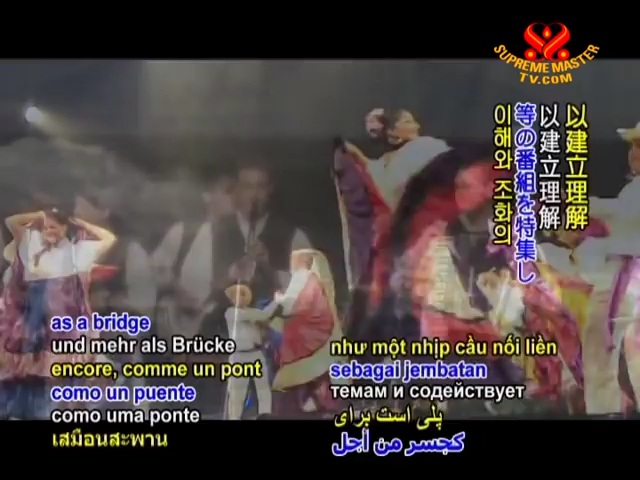 SUPREME MASTER
TV.COM
以建立理解
以建立理解
等の番組を特集し
이해와 조화의
as a bridge
und mehr als Brücke
encore, comme un pont
como un puente
como uma ponte
เสมือนสะพาน
như một nhịp cầu nối liền
sebagai jembatan
темам и содействует
پلی است برای
كجسر من أجل